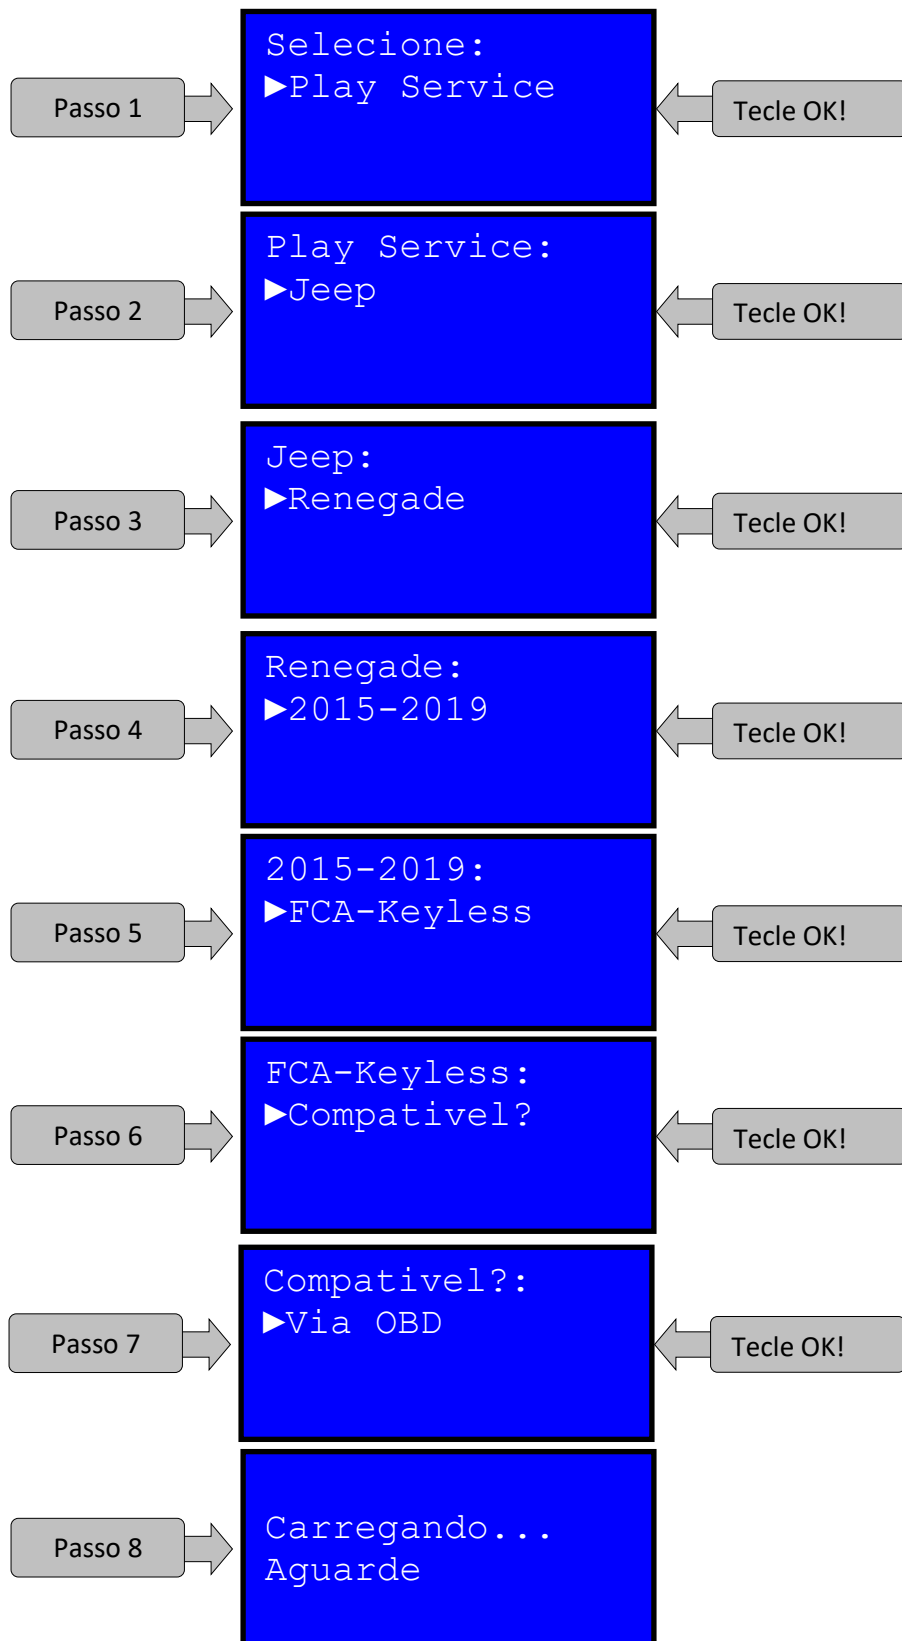 Selecione:
►Play Service
Passo 1
Tecle OK!
Play Service:
►Jeep
Passo 2
Tecle OK!
Jeep:
►Renegade
Passo 3
Tecle OK!
Renegade:
►2015-2019
Passo 4
Tecle OK!
2015-2019:
►FCA-Keyless
Passo 5
Tecle OK!
FCA-Keyless:
►Compativel?
Passo 6
Tecle OK!
Compativel?:
►Via OBD
Passo 7
Tecle OK!
Carregando...
Aguarde
Passo 8